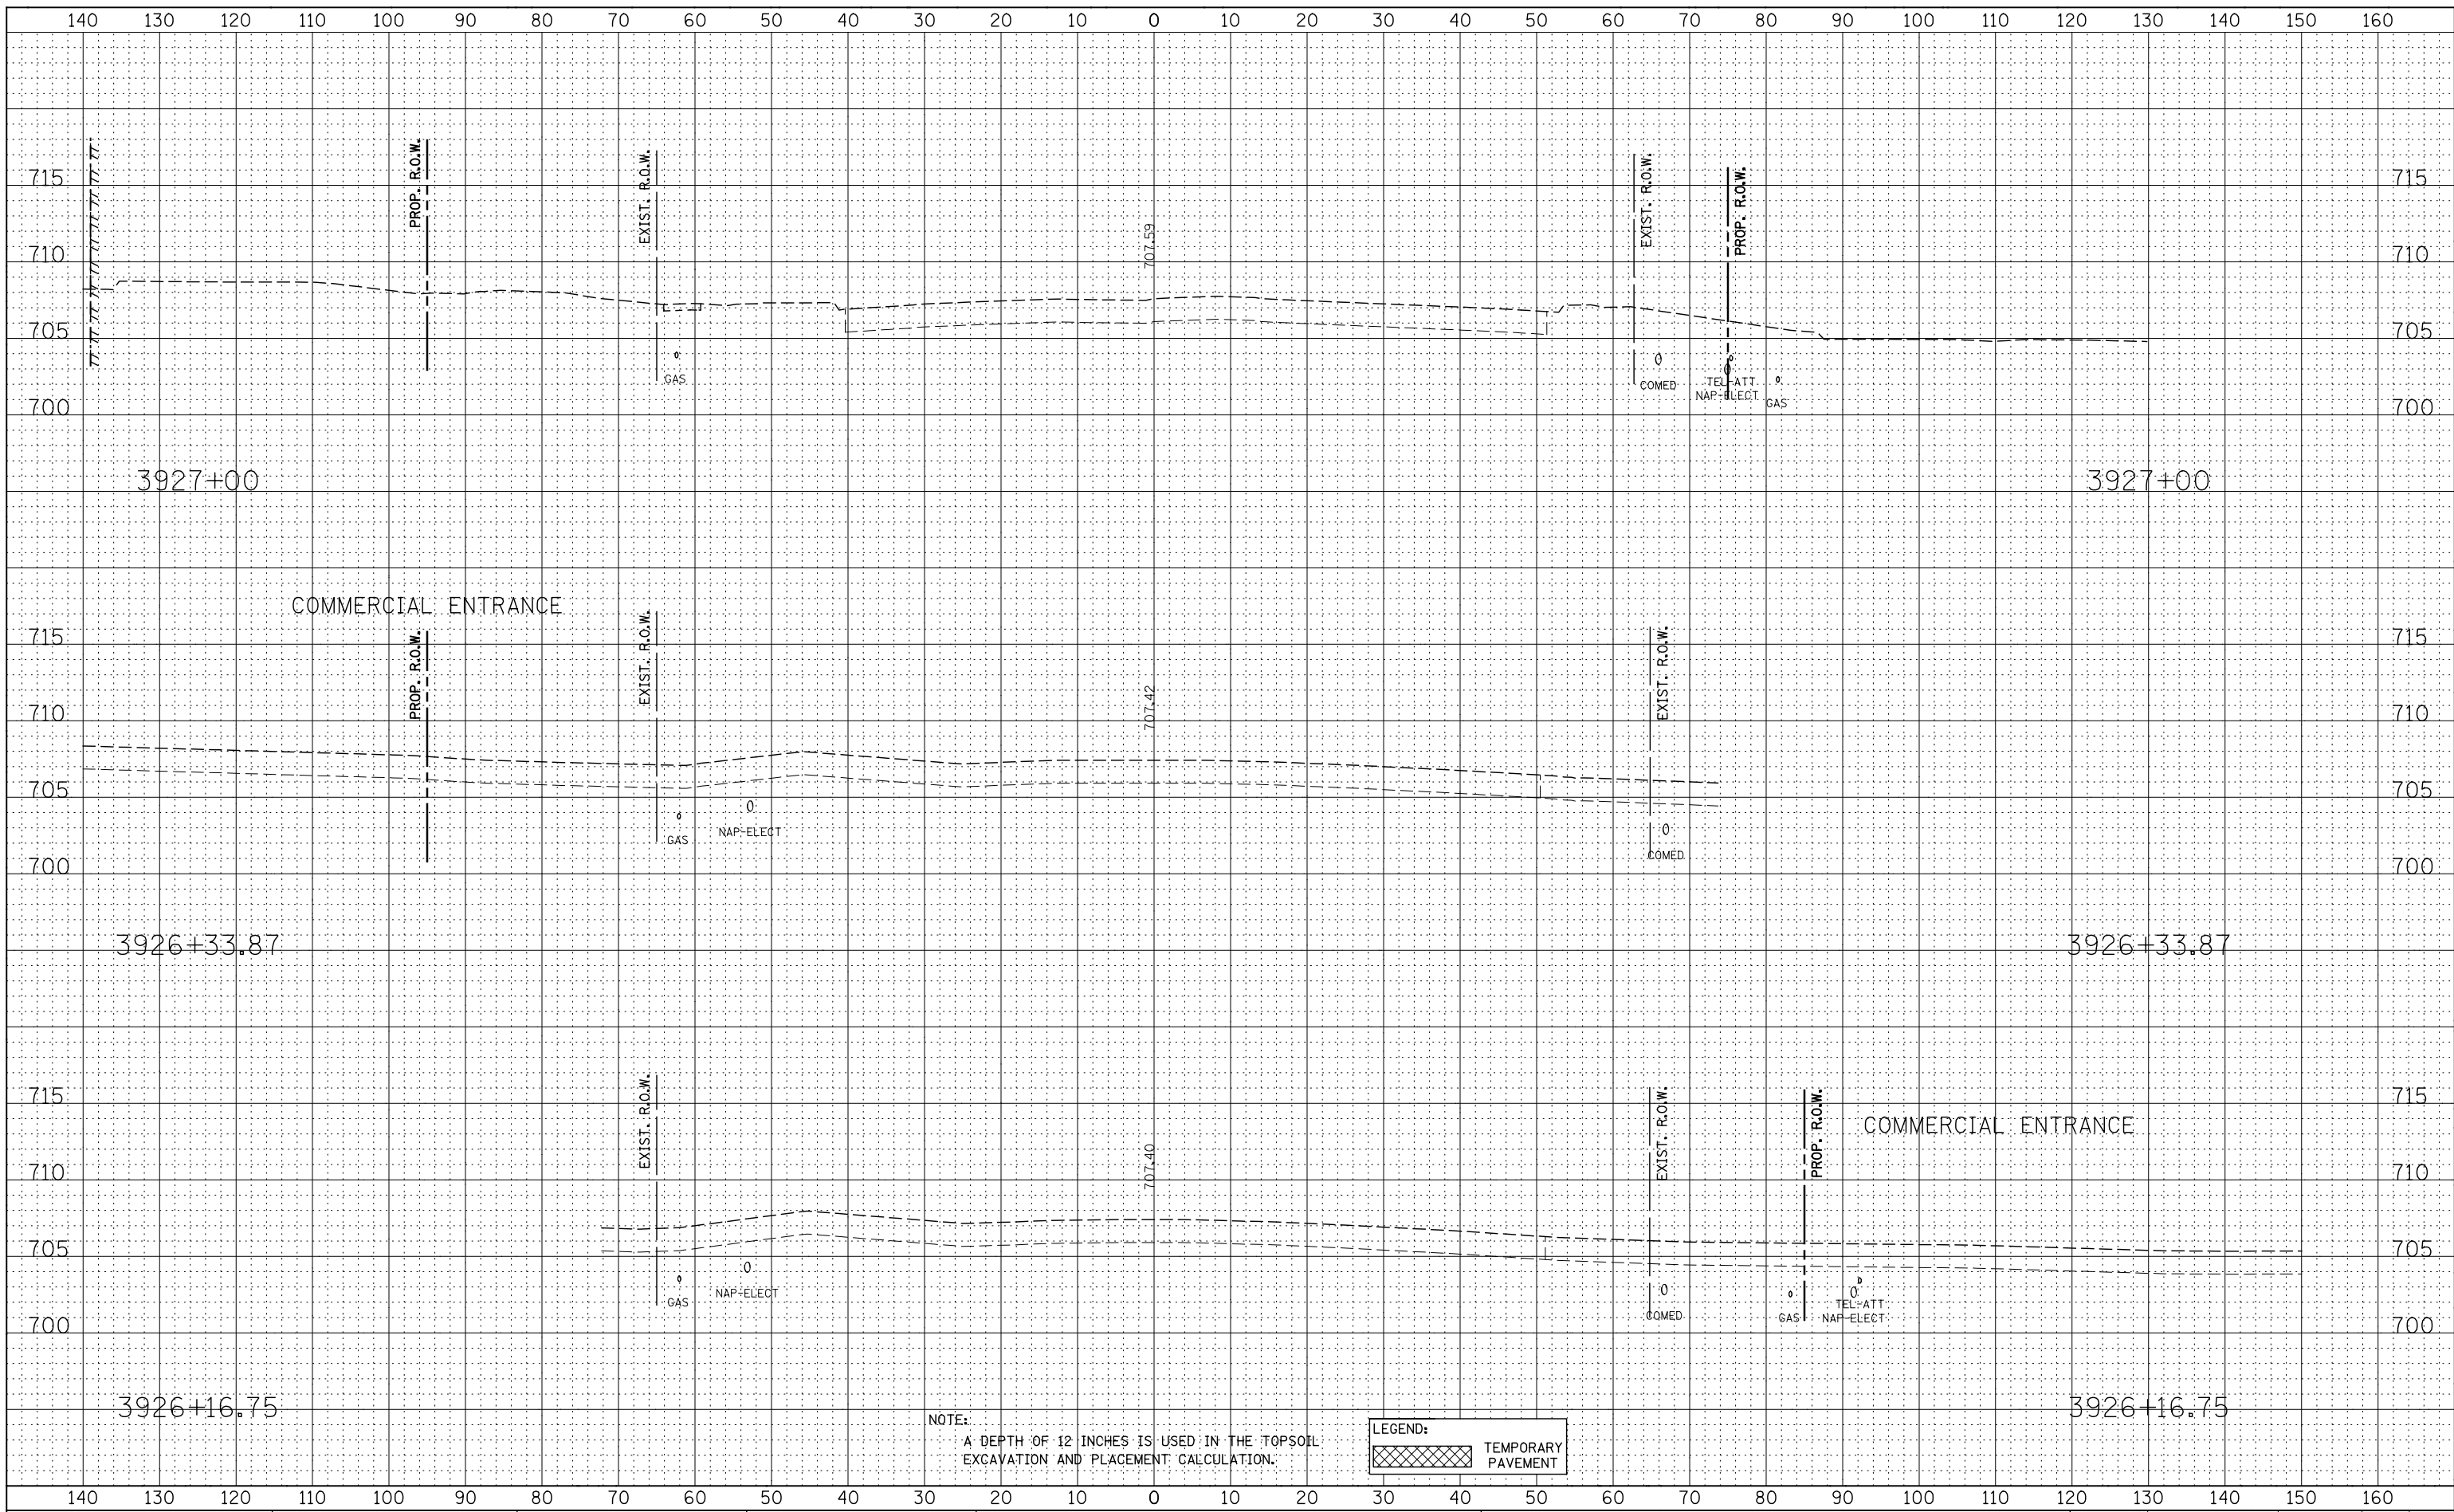 140 130 120 110 100 90 80 70 60 50 40 30 20 10 0 10 20 30 40 50 60 70 80 90 100 110 120 130 140 150 160
PROP. R.O.W.
EXIST. R.O.W.
EXIST. R.O.W.
PROP. R.O.W.
715 715
710 707.59 710
705 705
GAS COMED TEL-ATT
NAP-ELECT GAS
700 700
3927+00 3927+00
COMMERCIAL ENTRANCE
PROP. R.O.W.
EXIST. R.O.W.
EXIST. R.O.W.
715 715
710 707.42 710
705 705
GAS NAP-ELECT COMED
700 700
3926+33.87 3926+33.87
EXIST. R.O.W.
EXIST. R.O.W.
PROP. R.O.W.
715 715
COMMERCIAL ENTRANCE
710 707.40 710
705 705
GAS NAP-ELECT COMED GAS TEL-ATT
NAP-ELECT
700 700
3926+16.75 3926+16.75
NOTE:
A DEPTH OF 12 INCHES IS USED IN THE TOPSOIL
EXCAVATION AND PLACEMENT CALCULATION.
LEGEND:
TEMPORARY
PAVEMENT
140 130 120 110 100 90 80 70 60 50 40 30 20 10 0 10 20 30 40 50 60 70 80 90 100 110 120 130 140 150 160